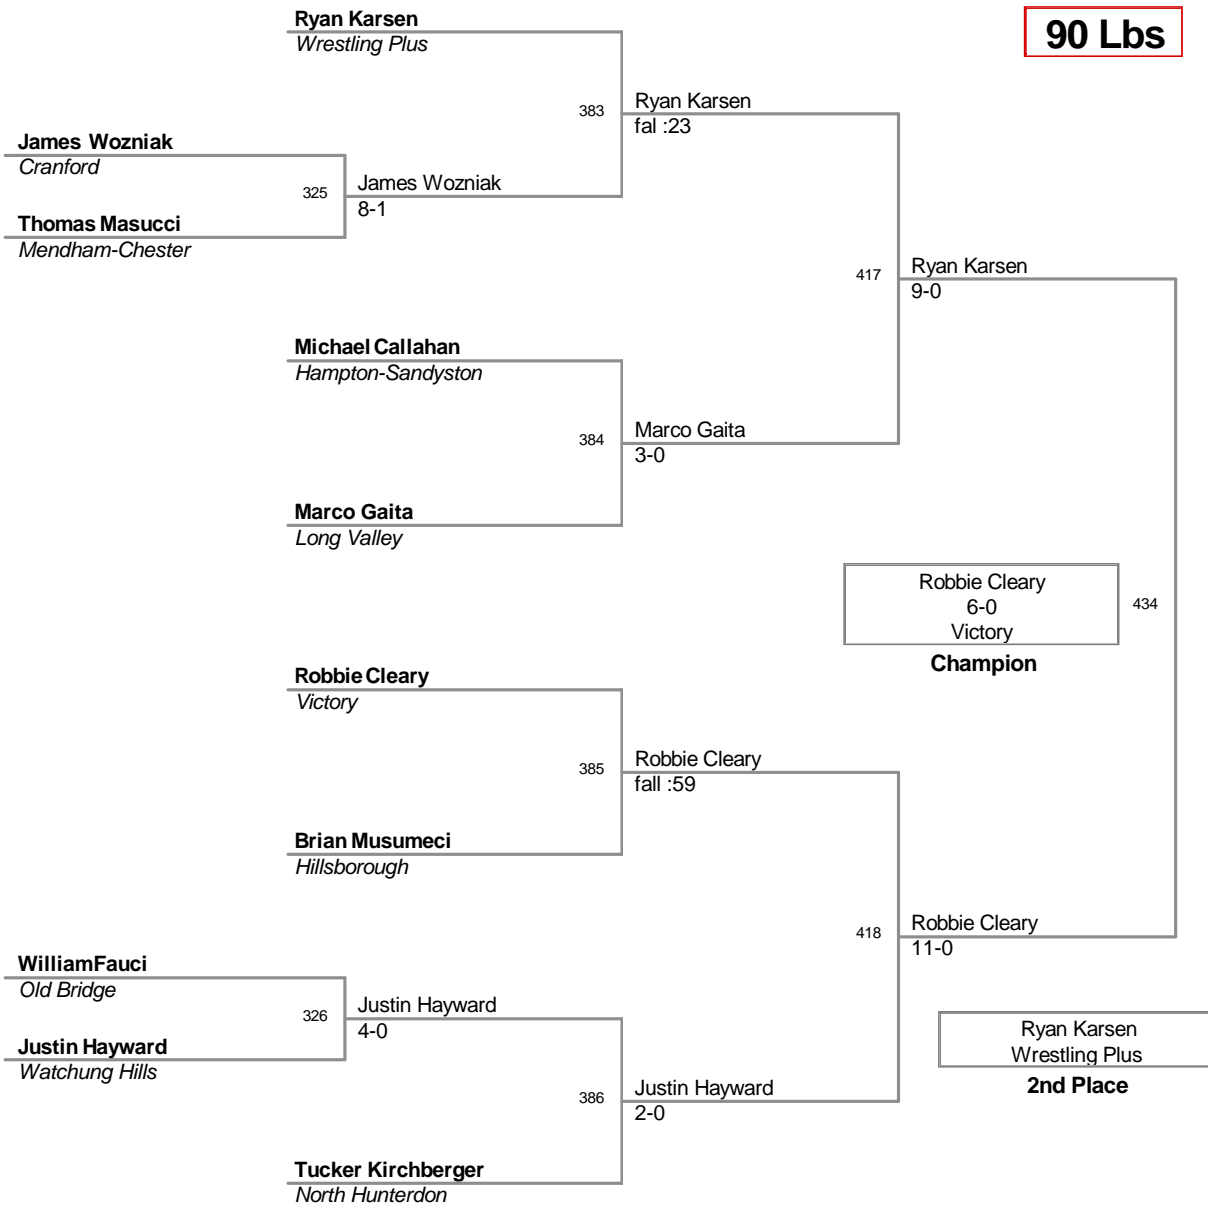 Ryan Karsen
Wrestling Plus
90 Lbs
383
Ryan Karsen
fal :23
James Wozniak
Cranford
325
James Wozniak
8-1
Thomas Masucci
Mendham-Chester
417
Ryan Karsen
9-0
Michael Callahan
Hampton-Sandyston
384
Marco Gaita
3-0
Marco Gaita
Long Valley
Robbie Cleary
6-0
Victory
434
Champion
Robbie Cleary
Victory
385
Robbie Cleary
fall :59
Brian Musumeci
Hillsborough
418
Robbie Cleary
11-0
WilliamFauci
Old Bridge
326
Justin Hayward
4-0
Justin Hayward
Watchung Hills
Ryan Karsen
Wrestling Plus
2nd Place
386
Justin Hayward
2-0
Tucker Kirchberger
North Hunterdon